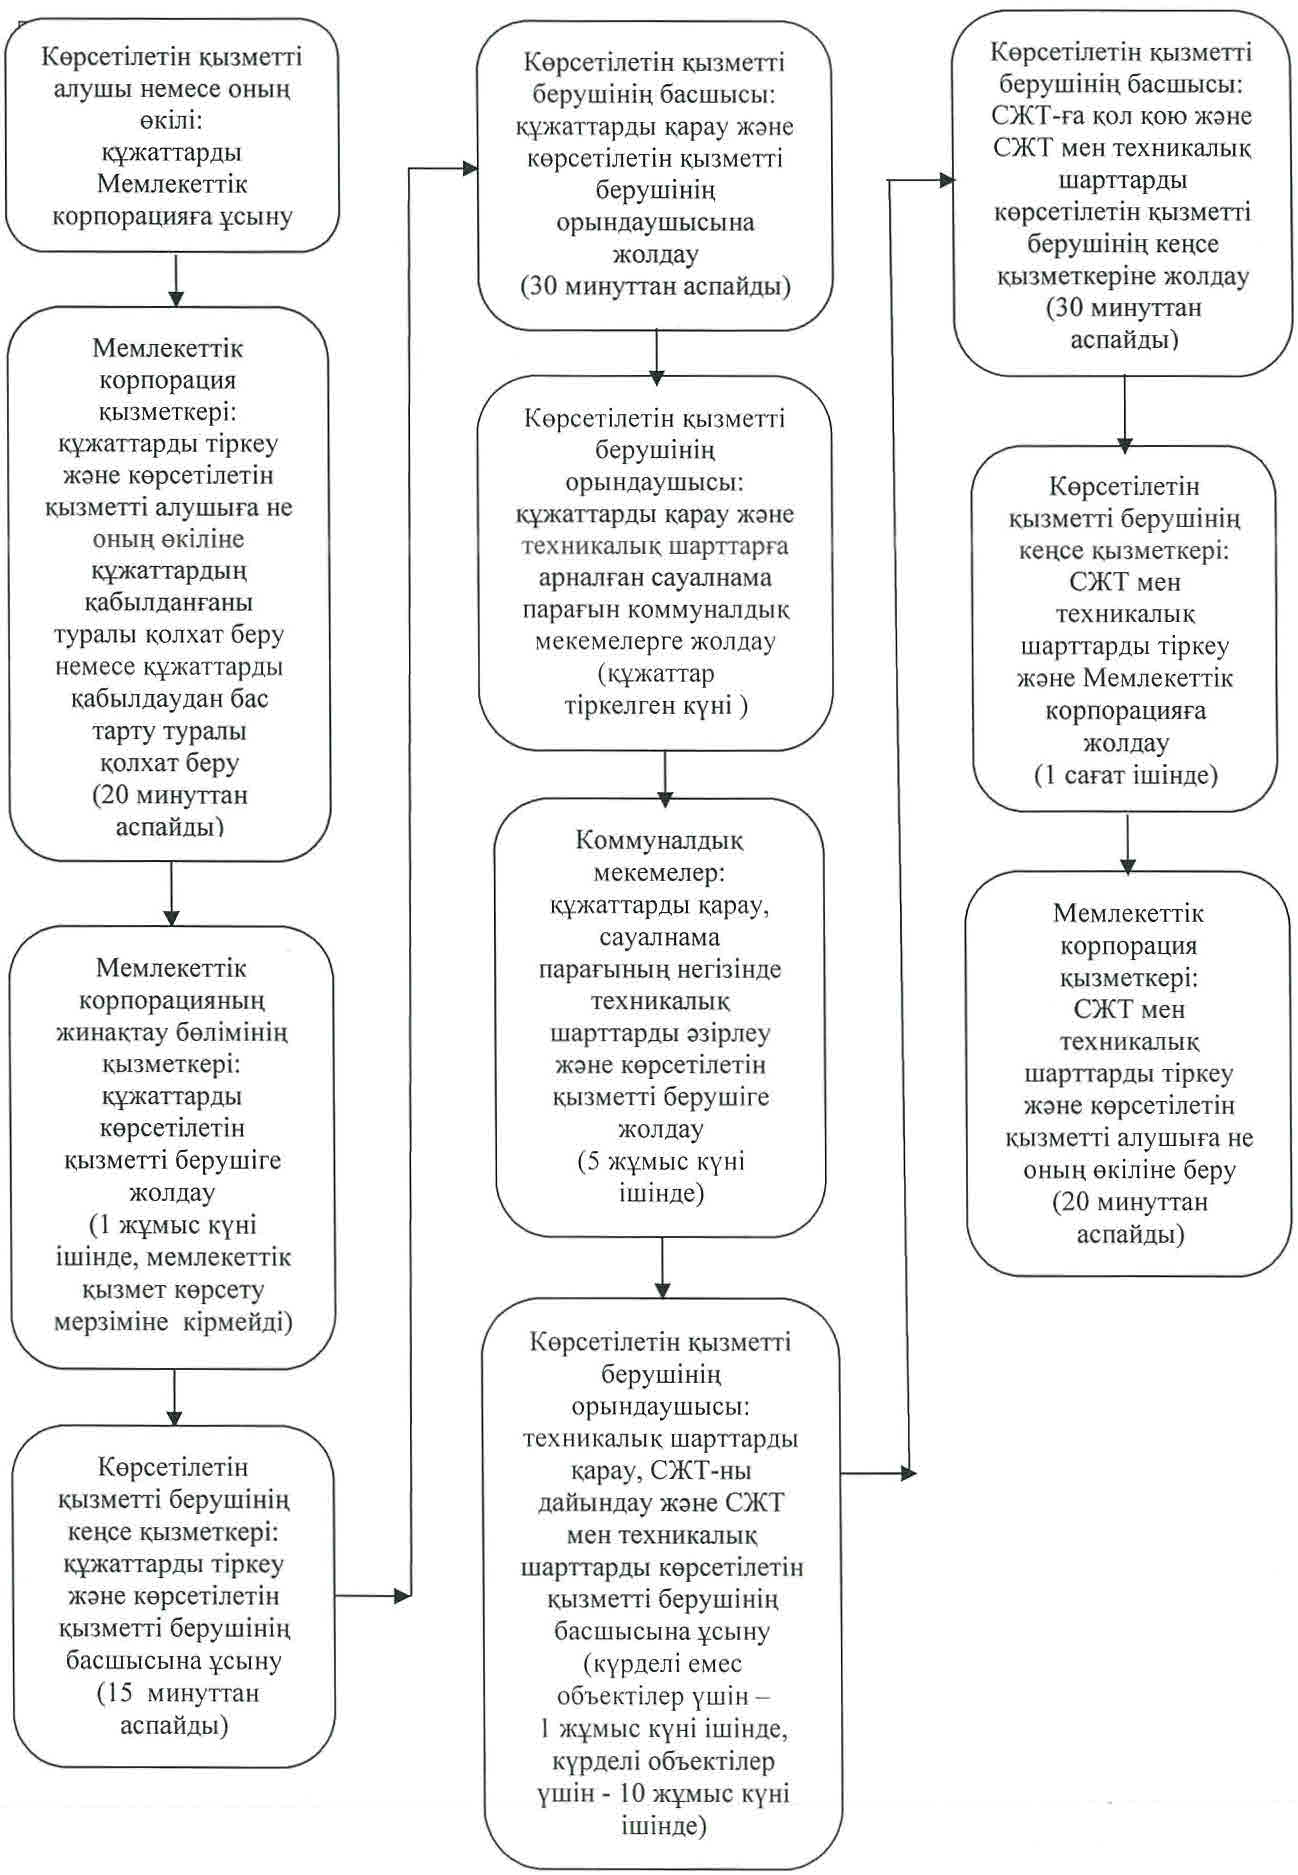 Көрсетілетін қызметті
алушы немесе оның
өкілі:
құжаттарды
Мемлекеттік
корпорацияға ұсыну
Мемлекеттік
корпорация
қызметкері:
құжаттарды тіркеу
және көрсетілетін
қызметті алушыға не
оның өкіліне
құжаттардың
қабылданғаны
туралы қолхат беру
немесе құжаттарды
қабылдаудан бас
тарту туралы
қолхат беру
(20 минуттан
аспайды)
Мемлекеттік
корпорацияның
жинақтау бөлімінің
қызметкері:
құжаттарды
көрсетілетін
қызметті берушіге
жолдау
(1 жұмыс күні
ішінде, мемлекеттік
қызмет көрсету
мерзіміне кірмейді)
Көрсетілетін
қызметті берушінің
кеңсе қызметкері:
құжаттарды тіркеу
және көрсетілетін
қызметті берушінің
басшысына ұсыну
(15 минуттан
аспайды)
Көрсетілетін қызметті
берушінің басшысы:
құжаттарды қарау және
көрсетілетін қызметті
берушінің
орындаушысына
жолдау
(30 минуттан аспайды)
Көрсетілетін қызметті
берушінің
орындаушысы:
құжаттарды қарау және
техникалық шарттарға
арналған сауалнама
парағын коммуналдық
мекемелерге жолдау
(құжаттар
тіркелген күні )
Коммуналдық
мекемелер:
құжаттарды қарау,
сауалнама
парағының негізінде
техникалық
шарттарды әзірлеу
және көрсетілетін
қызметті берушіге
жолдау
(5 жұмыс күні
ішінде)
Көрсетілетін қызметті
берушінің
орындаушысы:
техникалық шарттарды
қарау, СЖТ-ны
дайындау және СЖТ
мен техникалық
шарттарды көрсетілетін
қызметті берушінің
басшысына ұсыну
(күрделі емес
объектілер үшін –
1 жұмыс күні ішінде,
күрделі объектілер
үшін - 10 жұмыс күні
ішінде)
Көрсетілетін қызметті
берушінің басшысы:
СЖТ-ға қол қою және
СЖТ мен техникалық
шарттарды
көрсетілетін қызметті
берушінің кеңсе
қызметкеріне жолдау
(30 минуттан
аспайды)
Көрсетілетін
қызметті берушінің
кеңсе қызметкері:
СЖТ мен
техникалық
шарттарды тіркеу
және Мемлекеттік
корпорацияға
жолдау
(1 сағат ішінде)
Мемлекеттік
корпорация
қызметкері:
СЖТ мен
техникалық
шарттарды тіркеу
және көрсетілетін
қызметті алушыға не
оның өкіліне беру
(20 минуттан
аспайды)